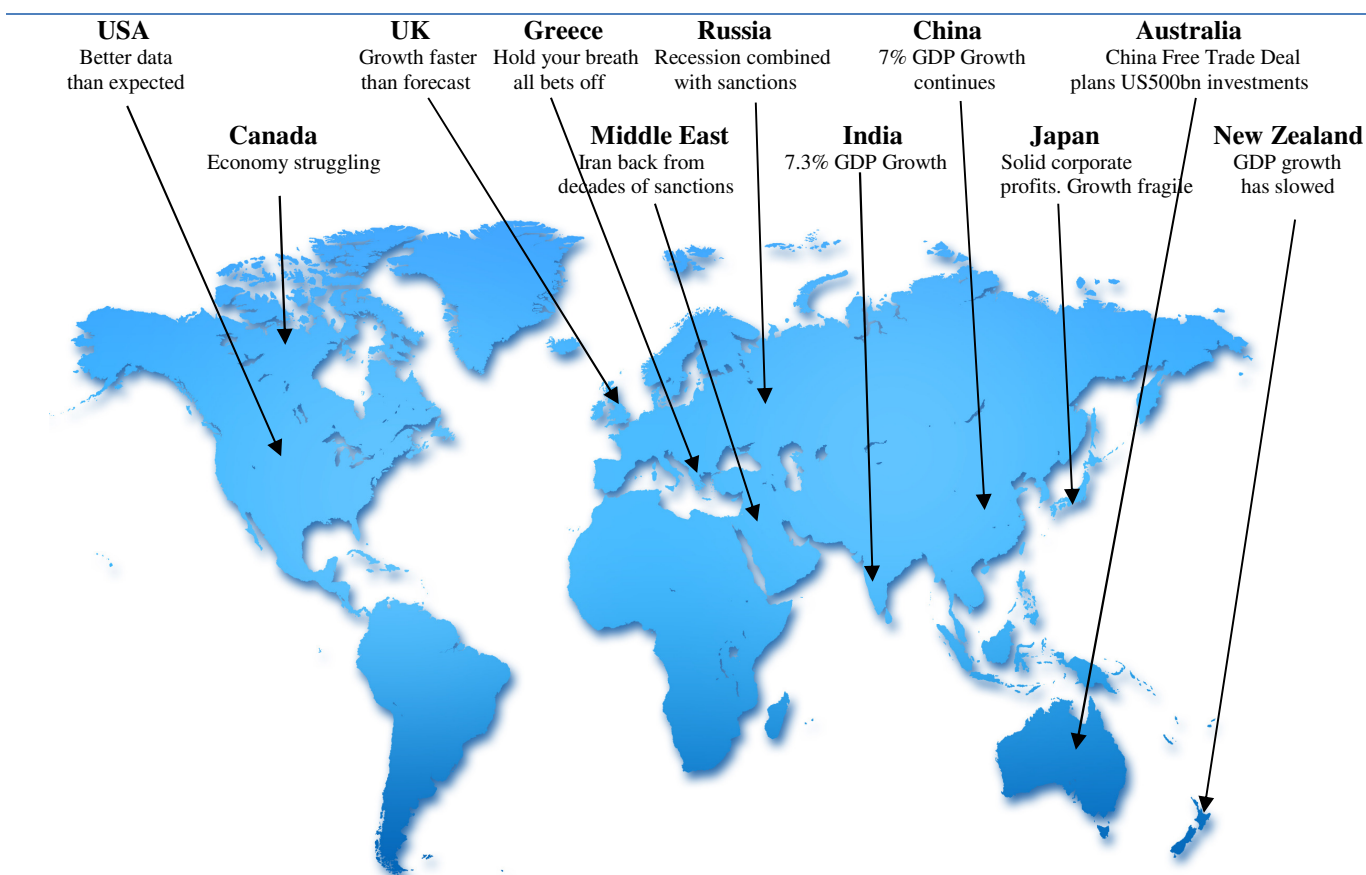 USA
Better data
than expected
UK
Growth faster
than forecast
Greece
Hold your breath
all bets off
Russia
Recession combined
with sanctions
China
7% GDP Growth
continues
Australia
China Free Trade Deal
plans US500bn investments
Canada
Economy struggling
Middle East
Iran back from
decades of sanctions
India
7.3% GDP Growth
Japan
Solid corporate
profits. Growth fragile
New Zealand
GDP growth
has slowed